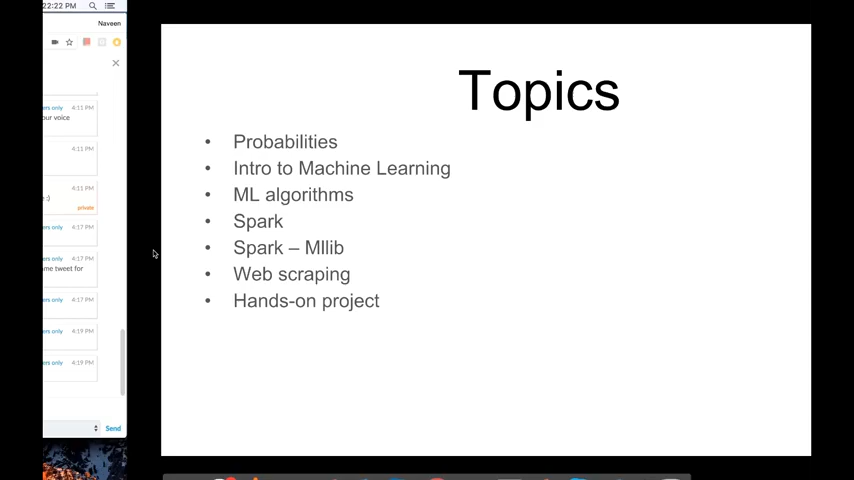 22:22 PM
Naveen
ers only 4:11 PM
our voice
4:11 PM
4:11 PM
e :)
private
ers only 4:17 PM
ers only 4:17 PM
me tweet for
ers only 4:17 PM
ers only 4:19 PM
ers only 4:19 PM
Send
Topics
• Probabilities
• Intro to Machine Learning
• ML algorithms
• Spark
• Spark – Mllib
• Web scraping
• Hands-on project